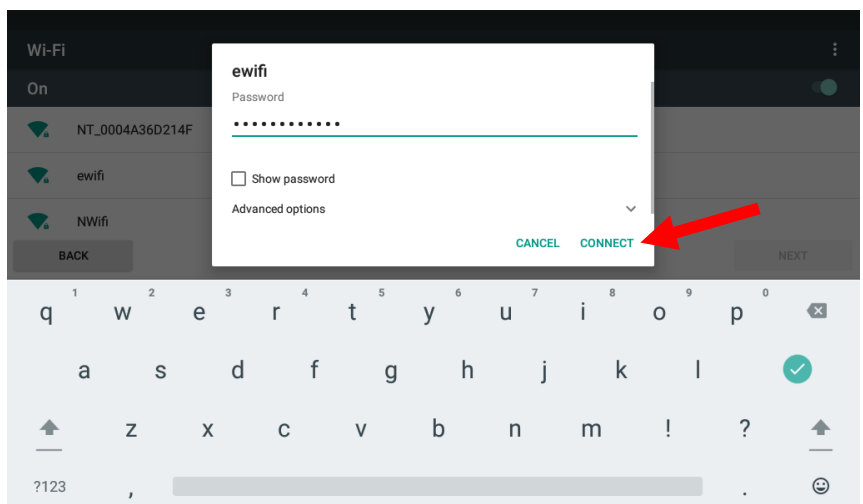 Wi-Fi
On
NT_0004A36D214F
ewifi
NWifi
BACK
NEXT
ewifi
Password
••••••••••••
Show password
Advanced options
CANCEL CONNECT
1 2 3 4 5 6 7 8 9 0
q w e r t y u i o p
a s d f g h j k l
z x c v b n m ! ?
?123 , .